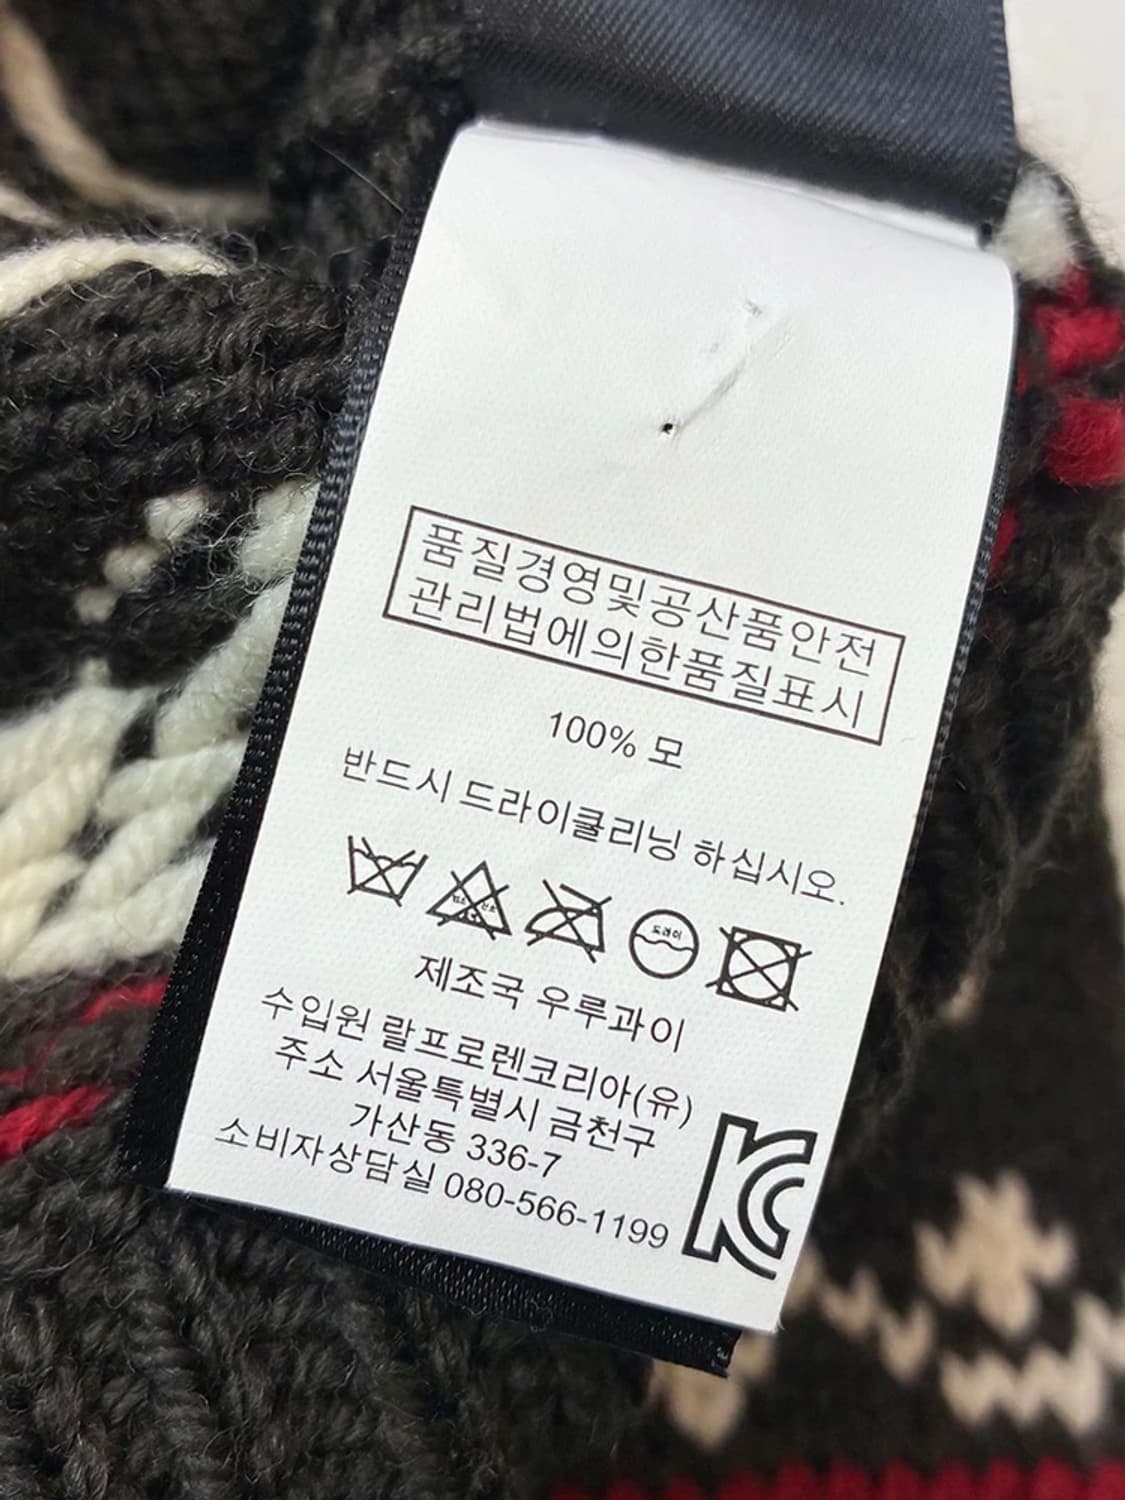 품질경영및공산품안전
관리법에의한품질표시
100% 모
반드시 드라이클리닝 하십시오.
드라이
제조국 우루과이
수입원 랄프로렌코리아(유)
주소 서울특별시 금천구
가산동 336-7
소비자상담실 080-566-1199
KC